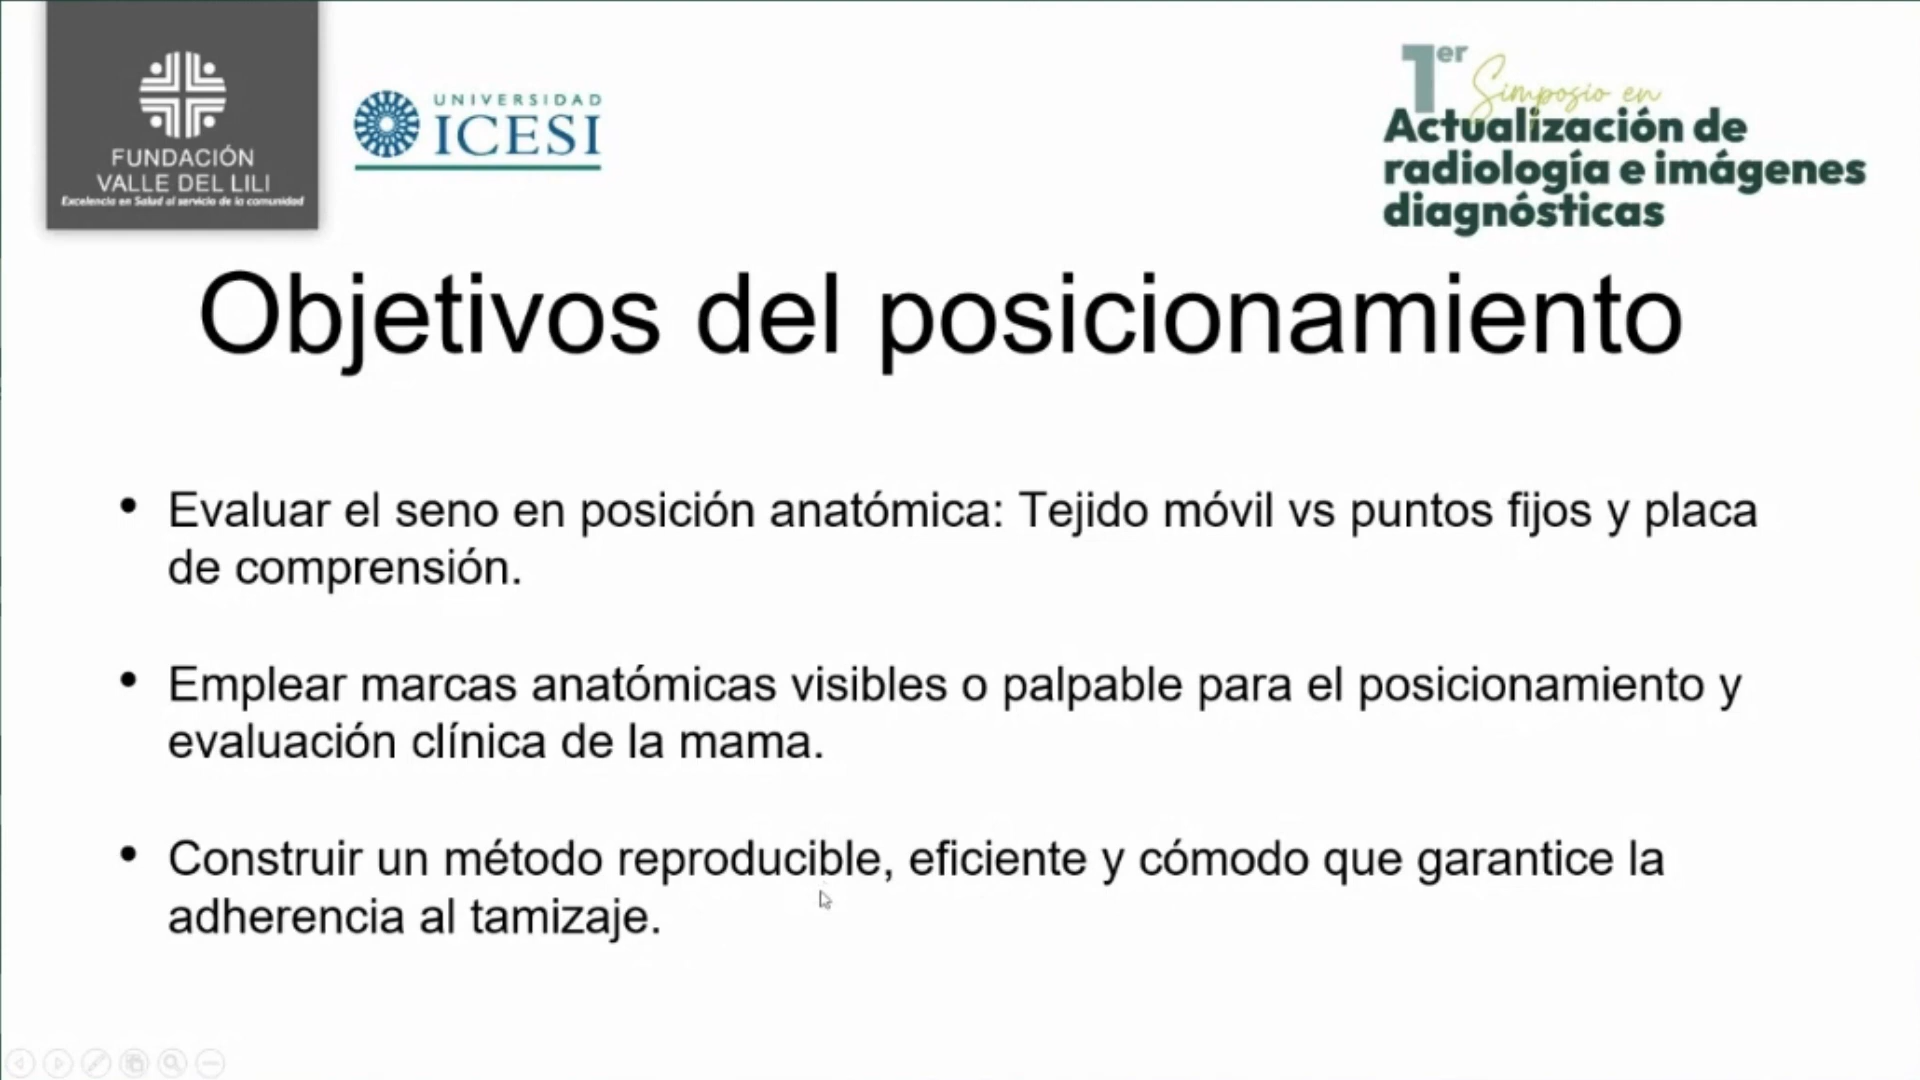 FUNDACIÓN
VALLE DEL LILI
Excelencia en Salud al servicio de la comunidad
UNIVERSIDAD
ICESI
1er
Simposio en
Actualización de
radiología e imágenes
diagnósticas
Objetivos del posicionamiento
• Evaluar el seno en posición anatómica: Tejido móvil vs puntos fijos y placa
de comprensión.
• Emplear marcas anatómicas visibles o palpable para el posicionamiento y
evaluación clínica de la mama.
• Construir un método reproducible, eficiente y cómodo que garantice la
adherencia al tamizaje.